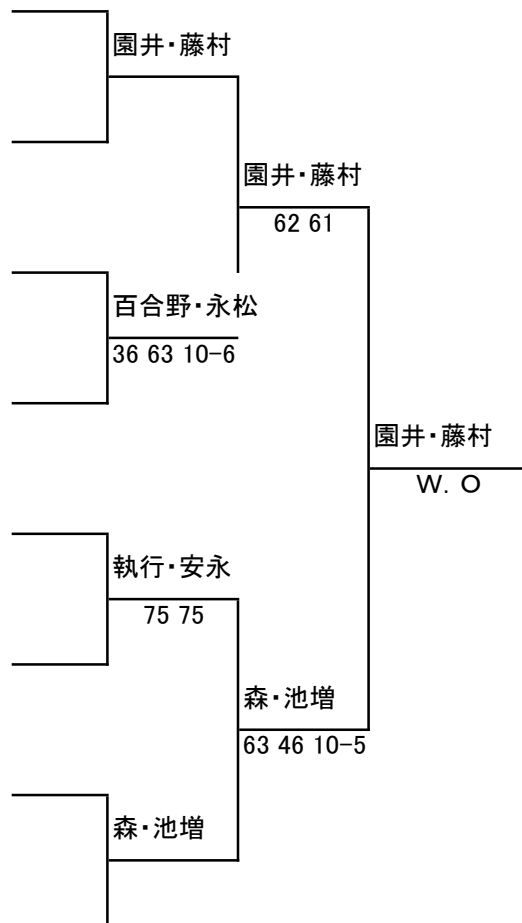 園井・藤村
園井・藤村
62 61
百合野・永松
36 63 10-6
園井・藤村
W. O
執行・安永
75 75
森・池増
63 46 10-5
森・池増